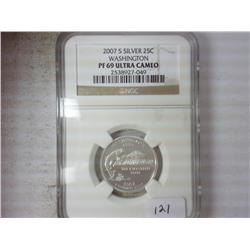 2007 S SILVER 25C
WASHINGTON
PF 69 ULTRA CAMEO
2538927-049
NGC
121